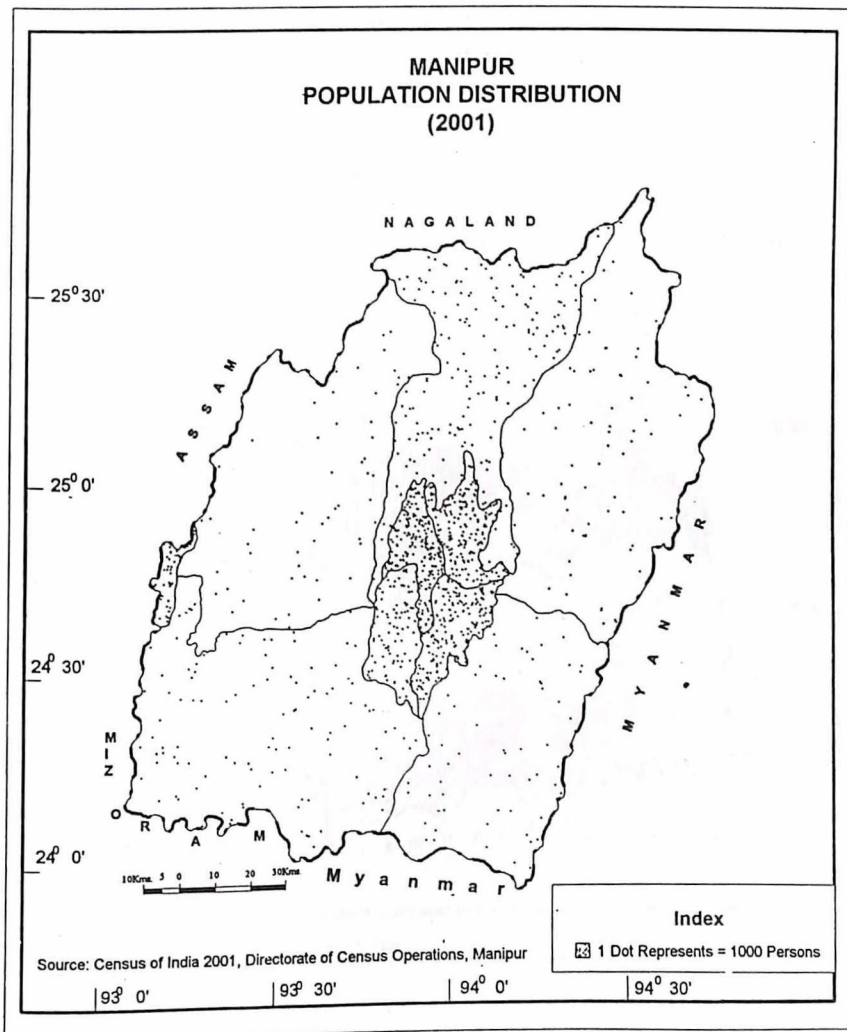 MANIPUR
POPULATION DISTRIBUTION
(2001)
NAGALAND
25° 30'
ASSAM
25° 0'
MYANMAR
24° 30'
MIZORAM
24° 0'
10Kms. 5 0 10 20 30Kms
Myanmar
Index
1 Dot Represents = 1000 Persons
Source: Census of India 2001, Directorate of Census Operations, Manipur
93° 0' 93° 30' 94° 0' 94° 30'